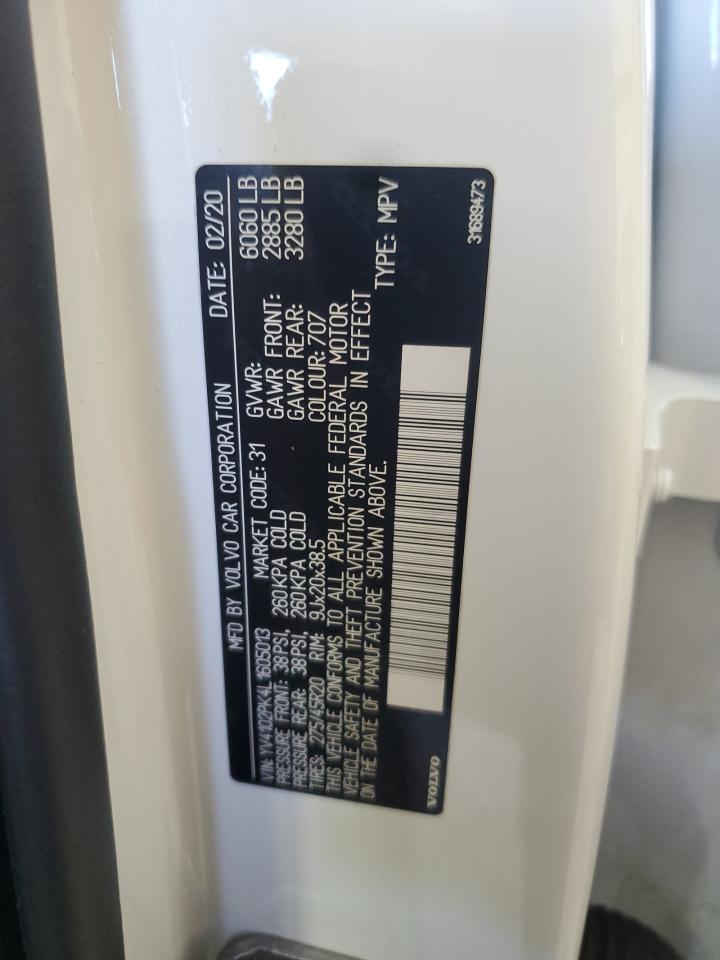 MFD BY VOLVO CAR CORPORATION DATE: 02/20
VIN: YV4102PK4L1605013 MARKET CODE: 31 GVWR: 6060 LB
PRESSURE FRONT: 38PSI, 260KPA COLD GAWR FRONT: 2885 LB
PRESSURE REAR: 38PSI, 260KPA COLD GAWR REAR: 3280 LB
TIRES: 275/45R20 RIM: 9Jx20x38.5 COLOUR: 707
THIS VEHICLE CONFORMS TO ALL APPLICABLE FEDERAL MOTOR
VEHICLE SAFETY AND THEFT PREVENTION STANDARDS IN EFFECT
ON THE DATE OF MANUFACTURE SHOWN ABOVE. TYPE: MPV
VOLVO 31689473